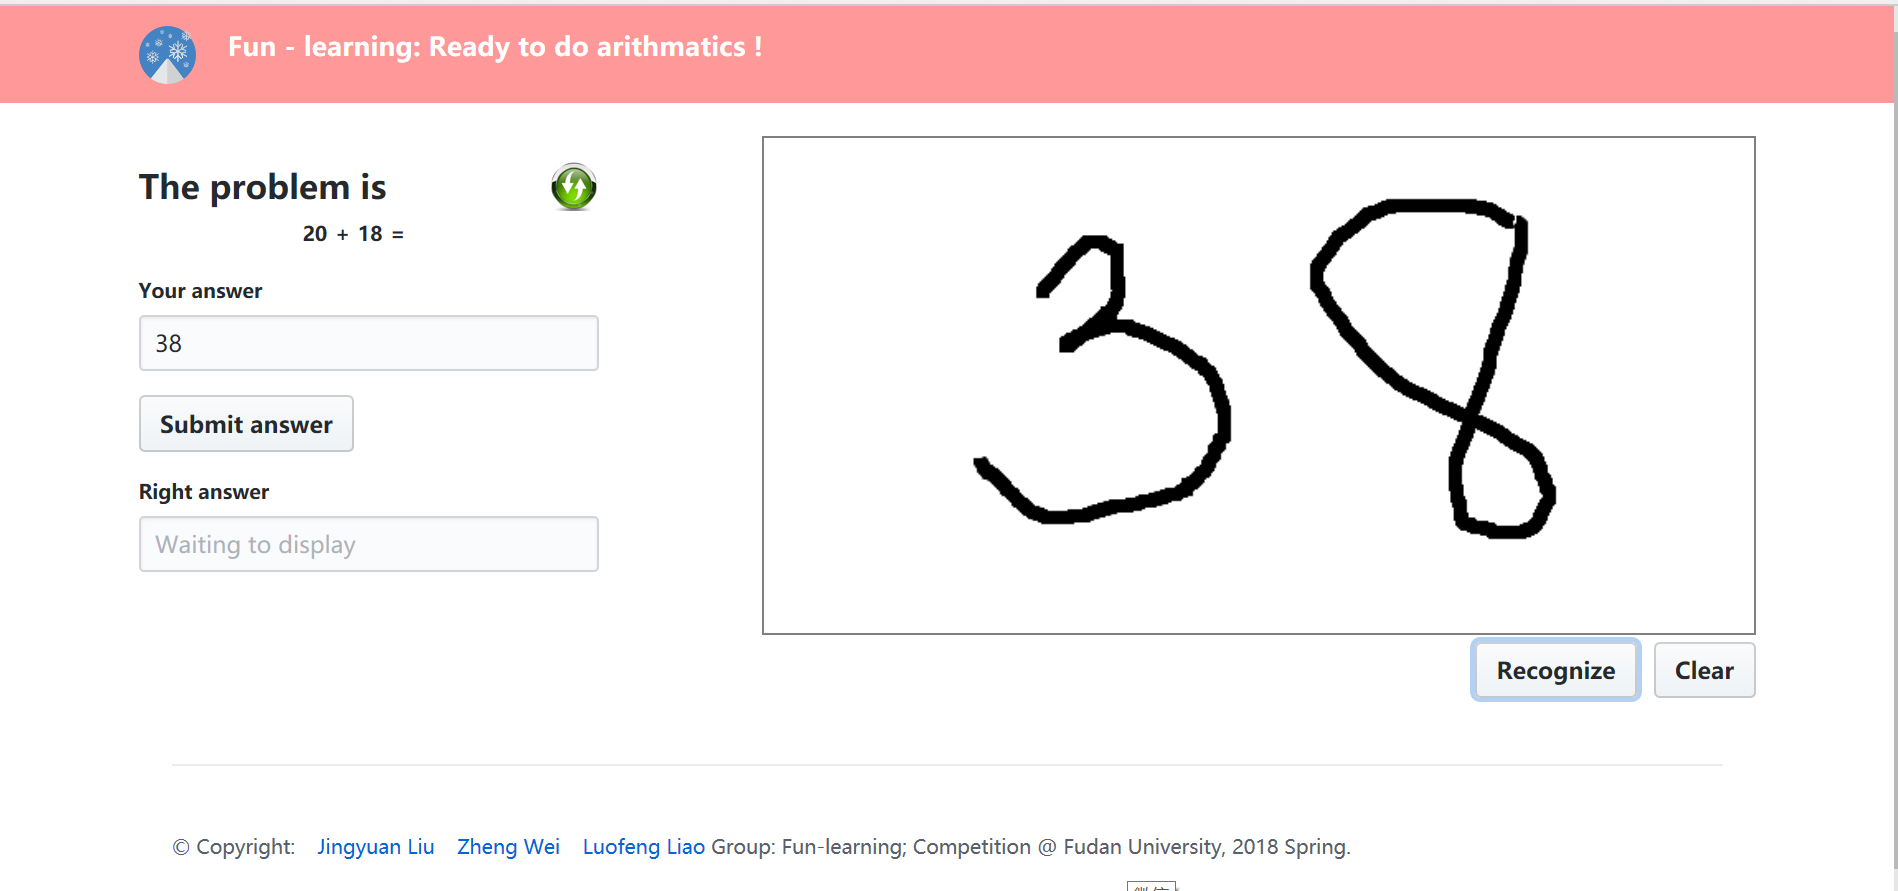 Fun - learning: Ready to do arithmatics !
The problem is
20 + 18 =
Your answer
38
Submit answer
Right answer
Waiting to display
38
Recognize
Clear
© Copyright: Jingyuan Liu Zheng Wei Luofeng Liao Group: Fun-learning; Competition @ Fudan University, 2018 Spring.